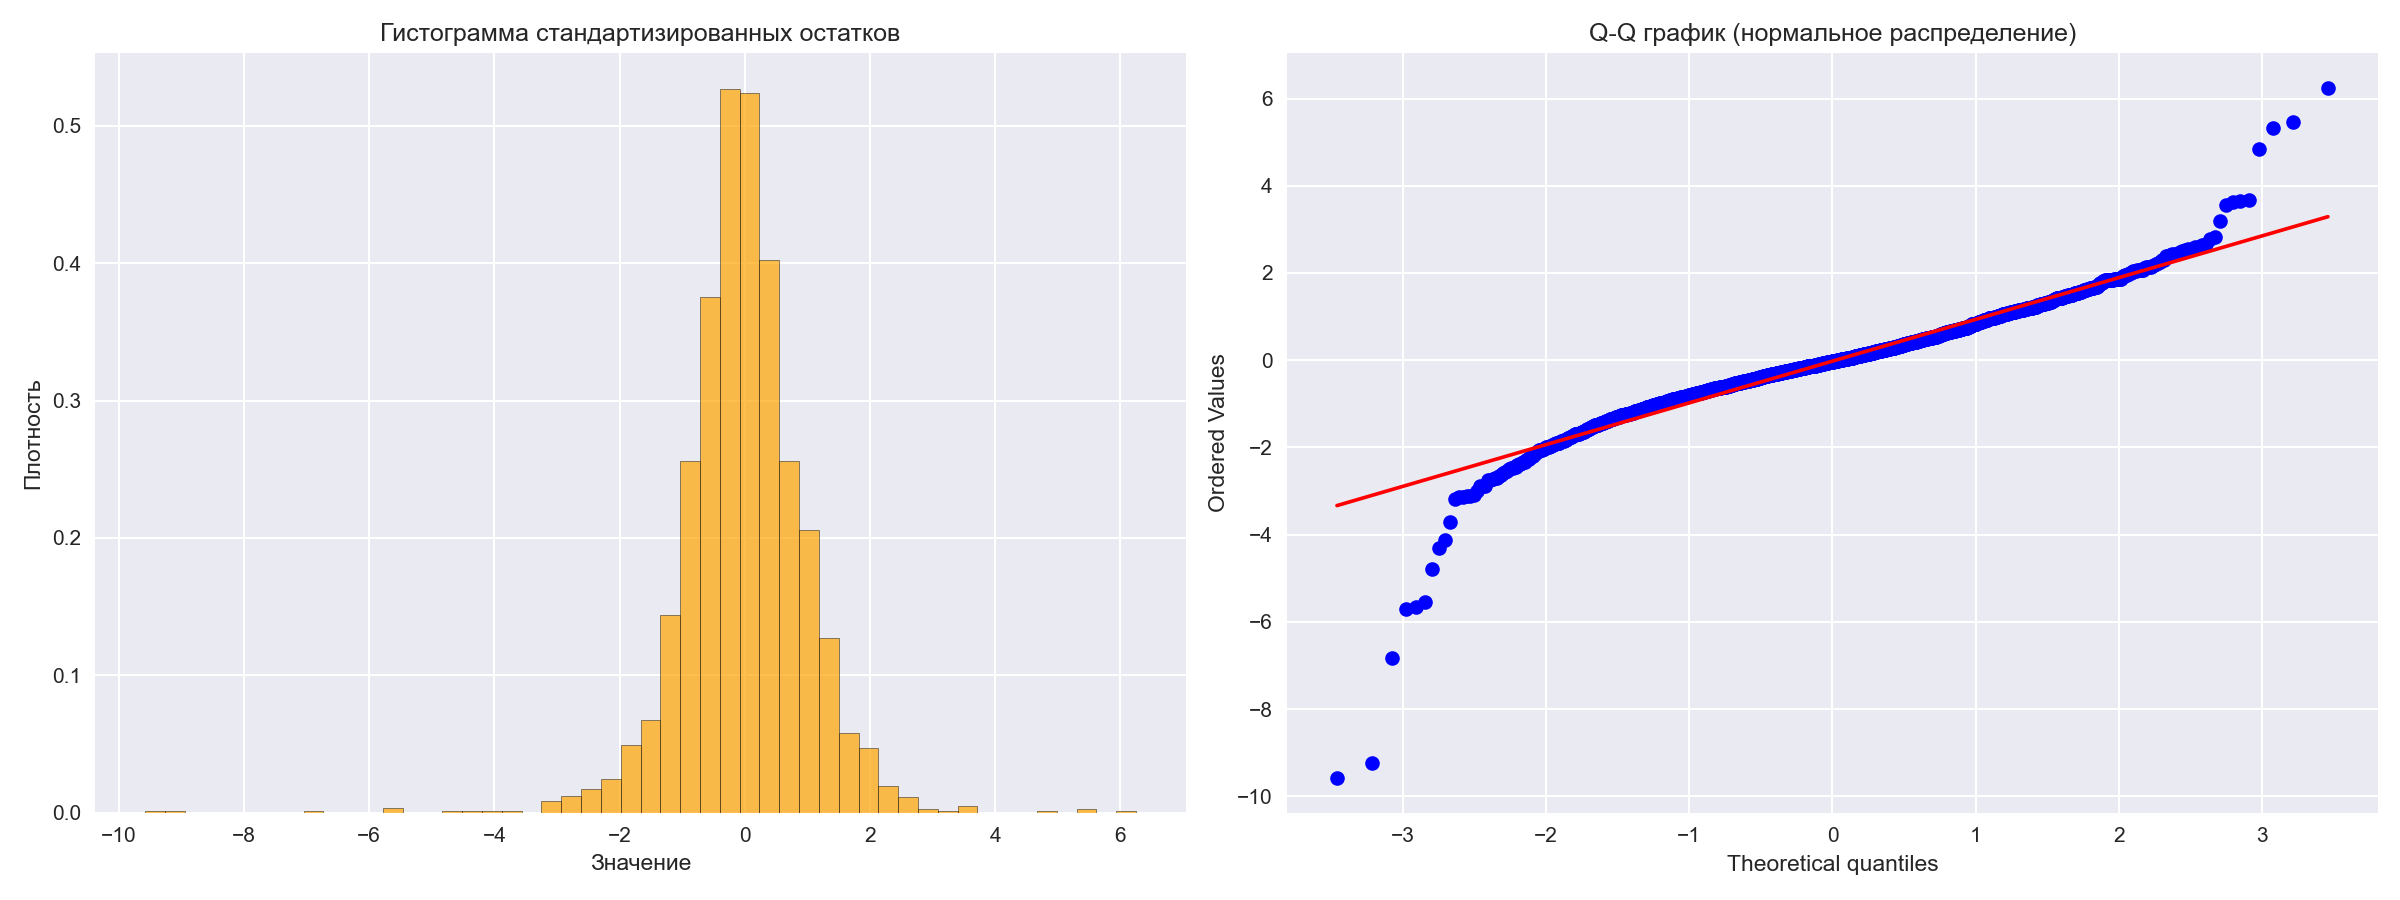 Гистограмма стандартизированных остатков
Плотность
0.5
0.4
0.3
0.2
0.1
0.0
−10 −8 −6 −4 −2 0 2 4 6
Значение
Q-Q график (нормальное распределение)
Ordered Values
6
4
2
0
−2
−4
−6
−8
−10
−3 −2 −1 0 1 2 3
Theoretical quantiles